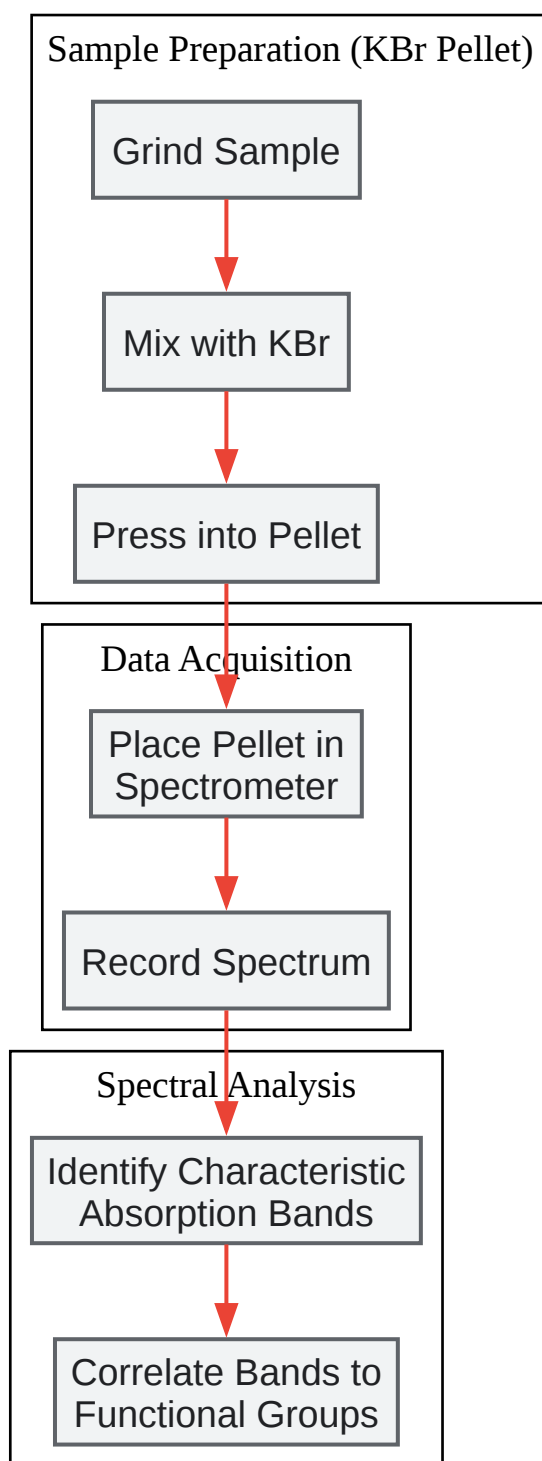 Sample Preparation (KBr Pellet)
Grind Sample
Mix with KBr
Press into Pellet
Data Acquisition
Place Pellet in
Spectrometer
Record Spectrum
Spectral Analysis
Identify Characteristic
Absorption Bands
Correlate Bands to
Functional Groups